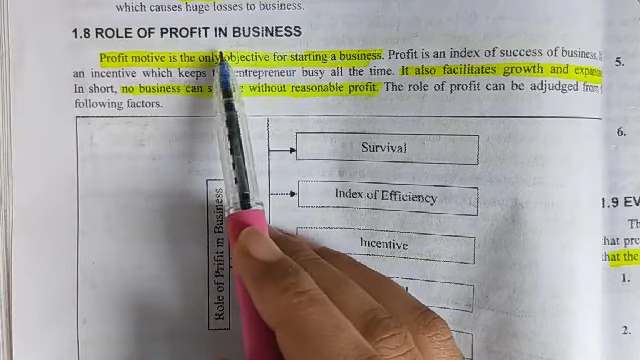 which causes huge losses to business.
1.8 ROLE OF PROFIT IN BUSINESS
Profit motive is the only objective for starting a business. Profit is an index of success of business.
an incentive which keeps entrepreneur busy all the time. It also facilitates growth and
In short, no business can without reasonable profit. The role of profit can be adjudged from
following factors.
Survival
Index of Efficiency
Incentive
Role of Prifit in Business
5.
6.
1.9 EV
Th
that pre
that the
1.
2.